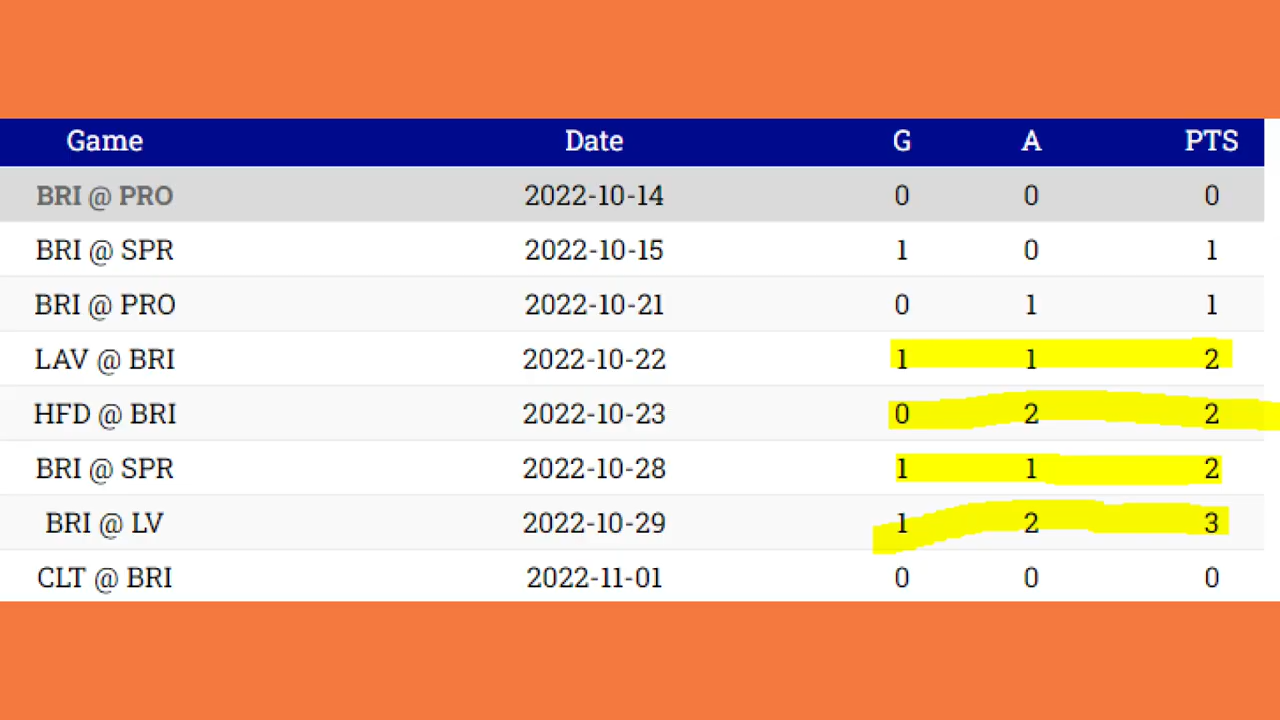 Game Date G A PTS
BRI @ PRO 2022-10-14 0 0 0
BRI @ SPR 2022-10-15 1 0 1
BRI @ PRO 2022-10-21 0 1 1
LAV @ BRI 2022-10-22 1 1 2
HFD @ BRI 2022-10-23 0 2 2
BRI @ SPR 2022-10-28 1 1 2
BRI @ LV 2022-10-29 1 2 3
CLT @ BRI 2022-11-01 0 0 0